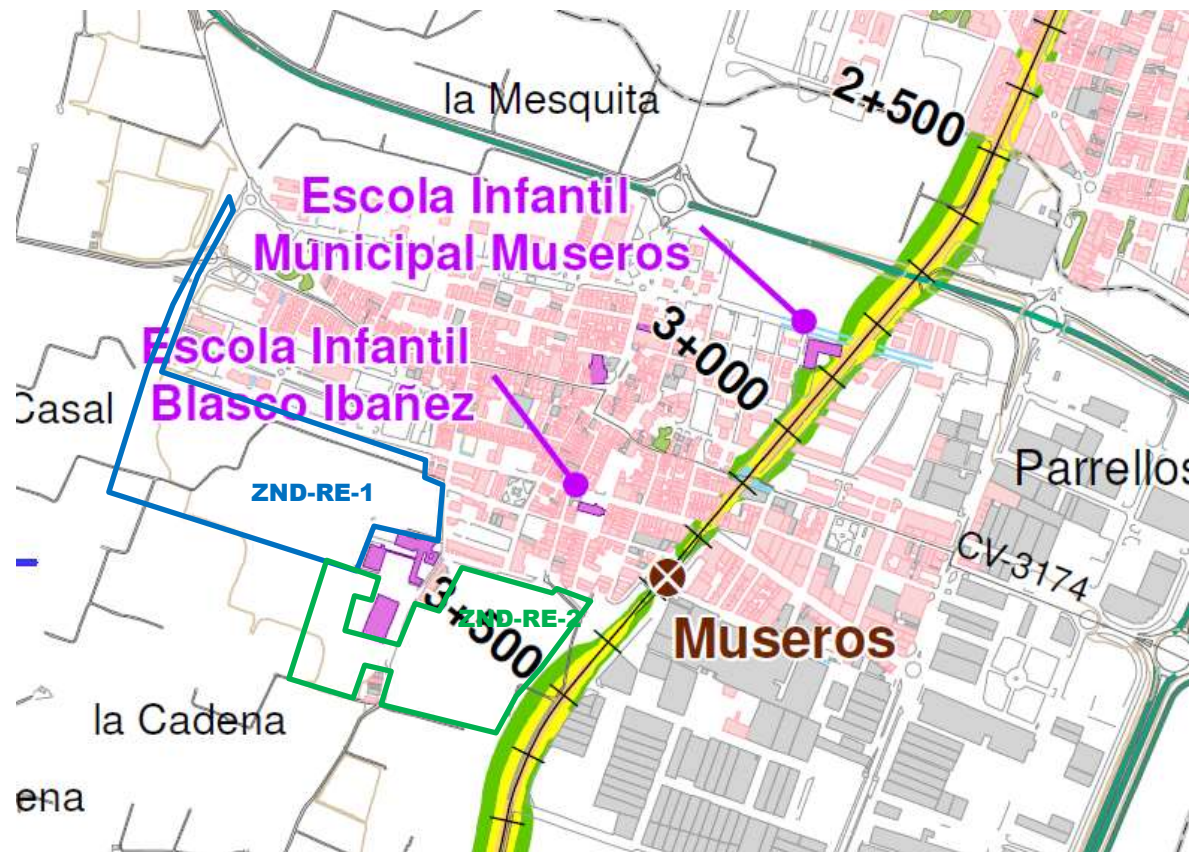 la Mesquita
2+500
Escola Infantil
Municipal Museros
3+000
Escola Infantil
Blasco Ibañez
Casal
Parrellos
ZND-RE-1
CV-3174
3+500
ZND-RE-2
Museros
la Cadena
ena